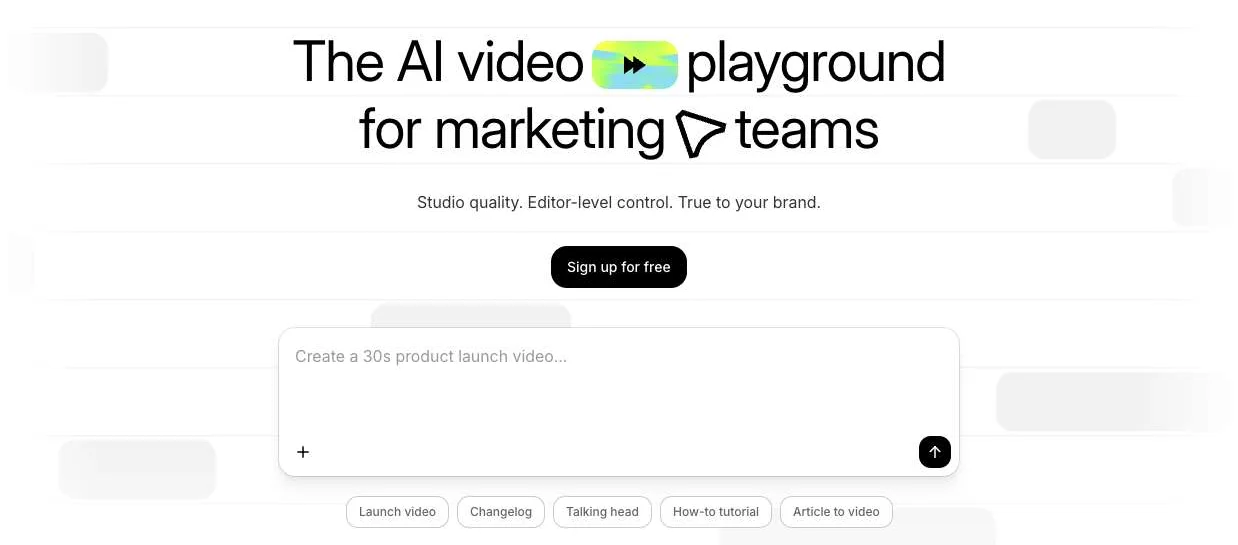 The AI video playground
for marketing teams
Studio quality. Editor-level control. True to your brand.
Sign up for free
Create a 30s product launch video...
Launch video
Changelog
Talking head
How-to tutorial
Article to video